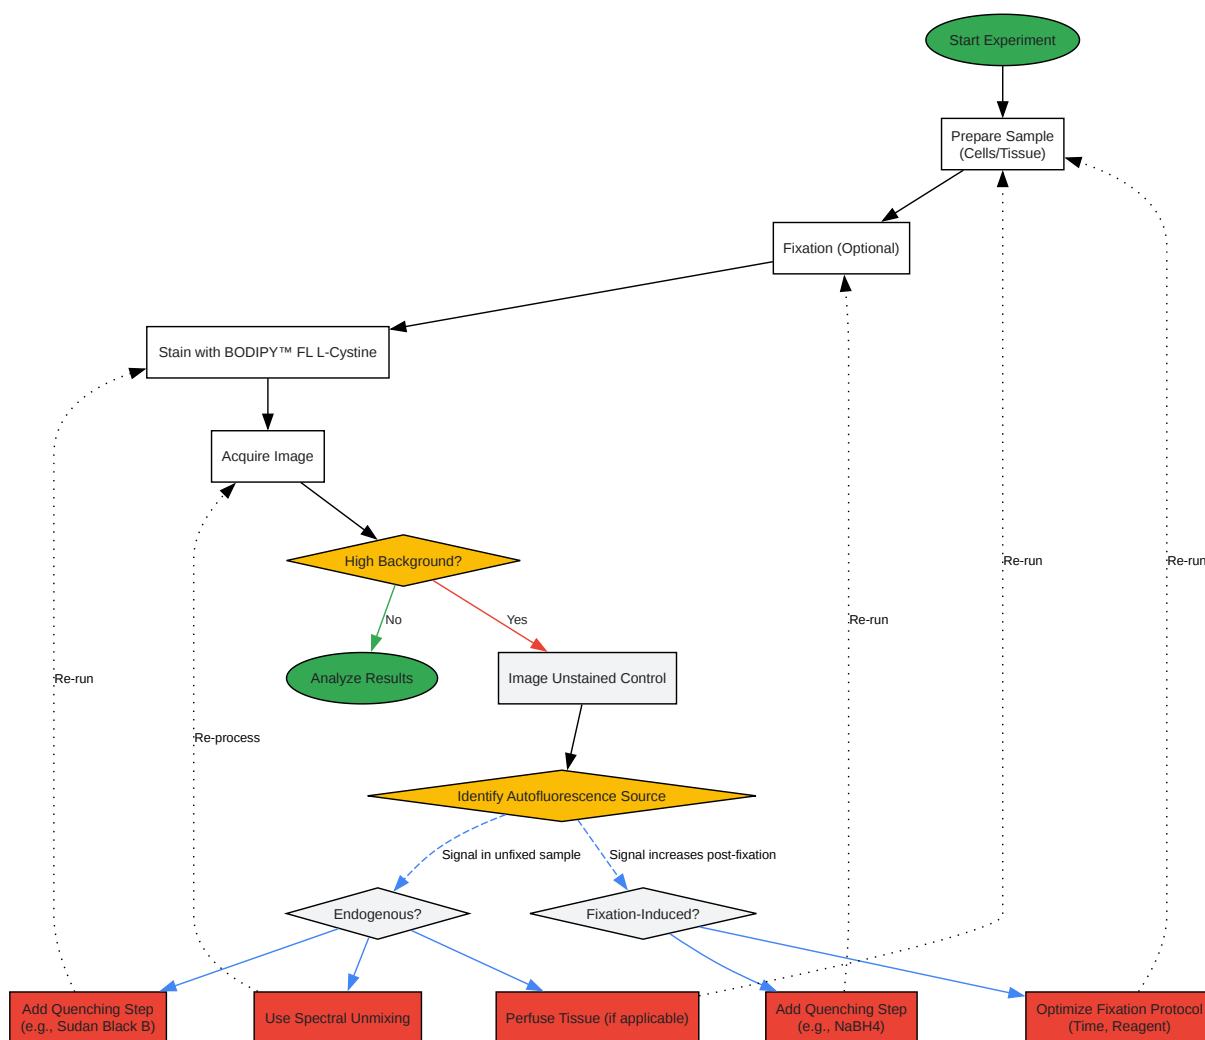 Start Experiment
Prepare Sample
(Cells/Tissue)
Fixation (Optional)
Stain with BODIPY™ FL L-Cystine
Acquire Image
High Background?
Re-run
Re-run
No
Yes
Re-run
Analyze Results
Image Unstained Control
Re-run
Re-process
Identify Autofluorescence Source
Signal in unfixed sample
Signal increases post-fixation
Endogenous?
Fixation-Induced?
Add Quenching Step
(e.g., Sudan Black B)
Use Spectral Unmixing
Perfuse Tissue (if applicable)
Add Quenching Step
(e.g., NaBH4)
Optimize Fixation Protocol
(Time, Reagent)